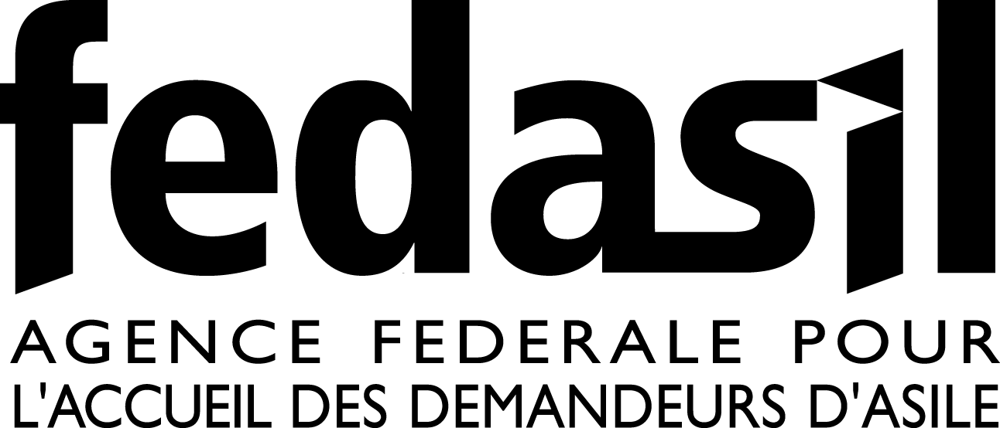 fedasil
AGENCE FEDERALE POUR
L'ACCUEIL DES DEMANDEURS D'ASILE